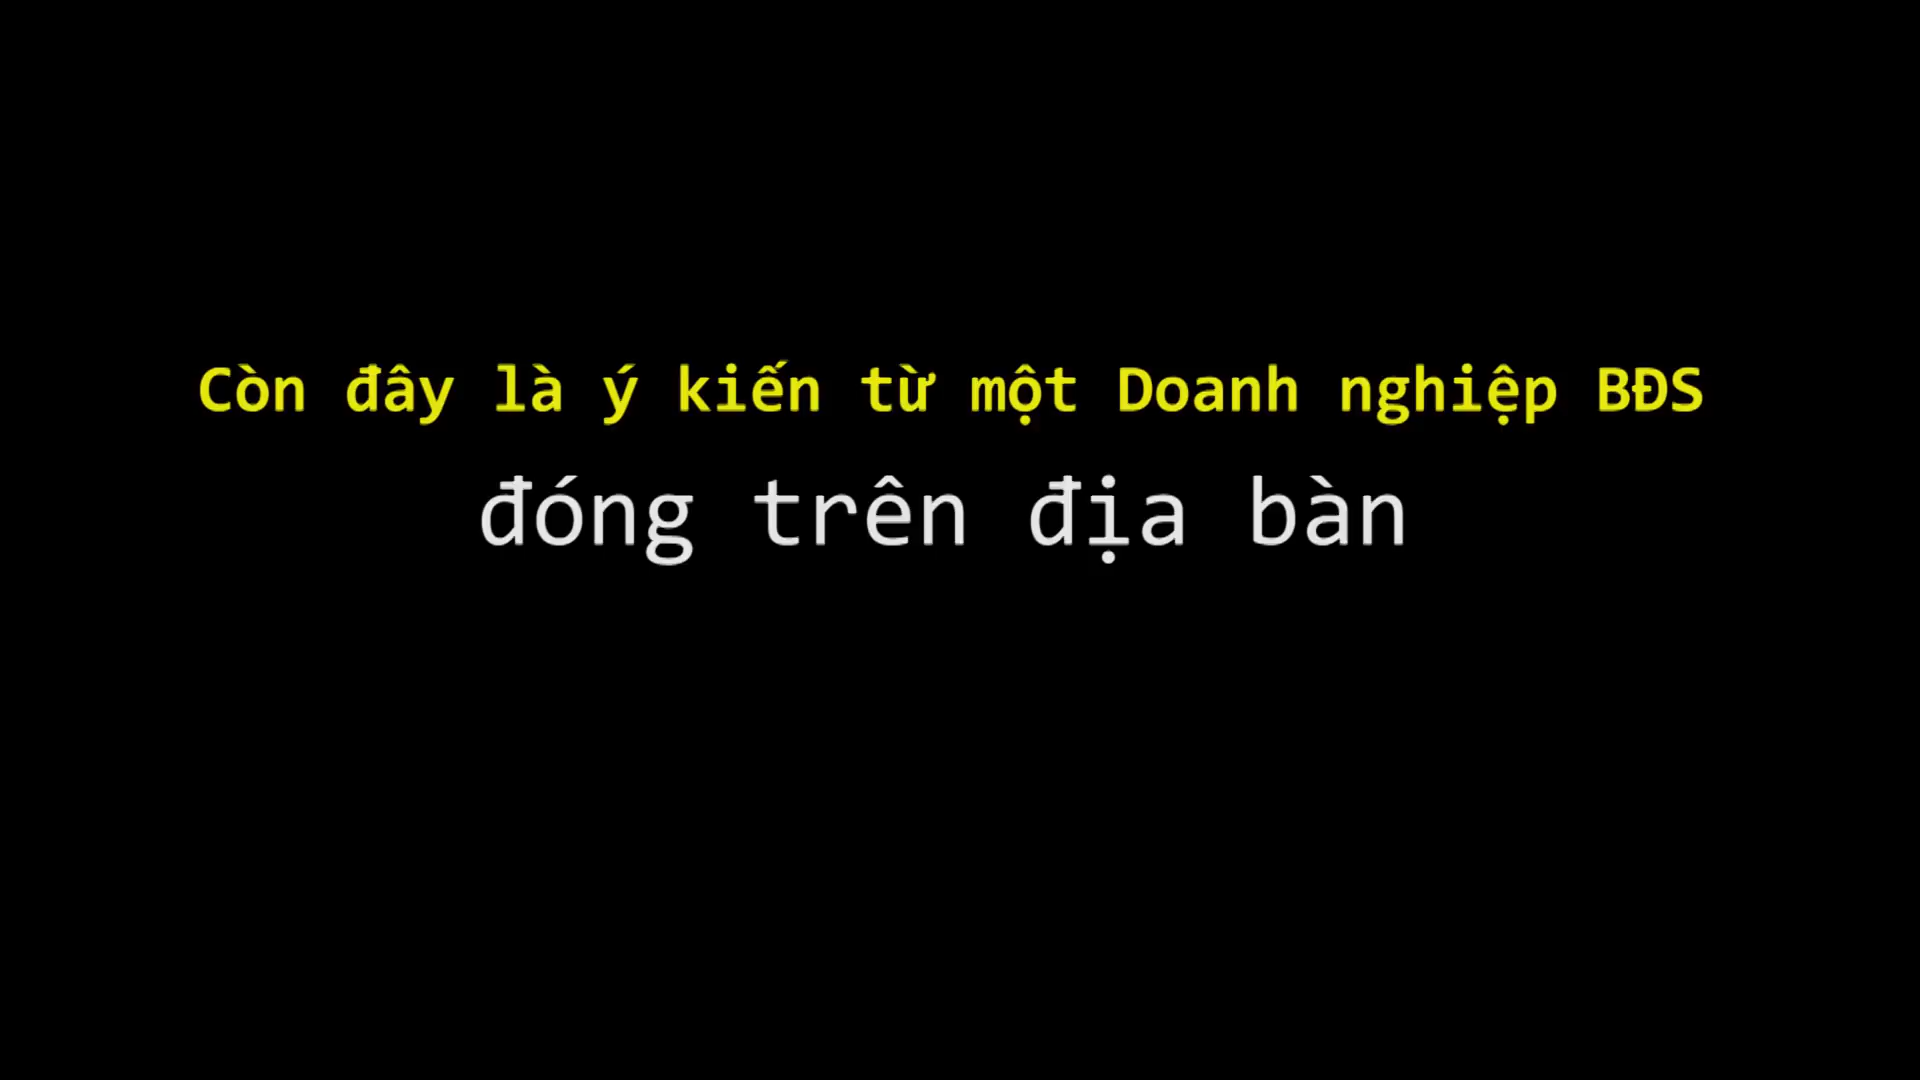 Còn đây là ý kiến từ một Doanh nghiệp BĐS
đóng trên địa bàn